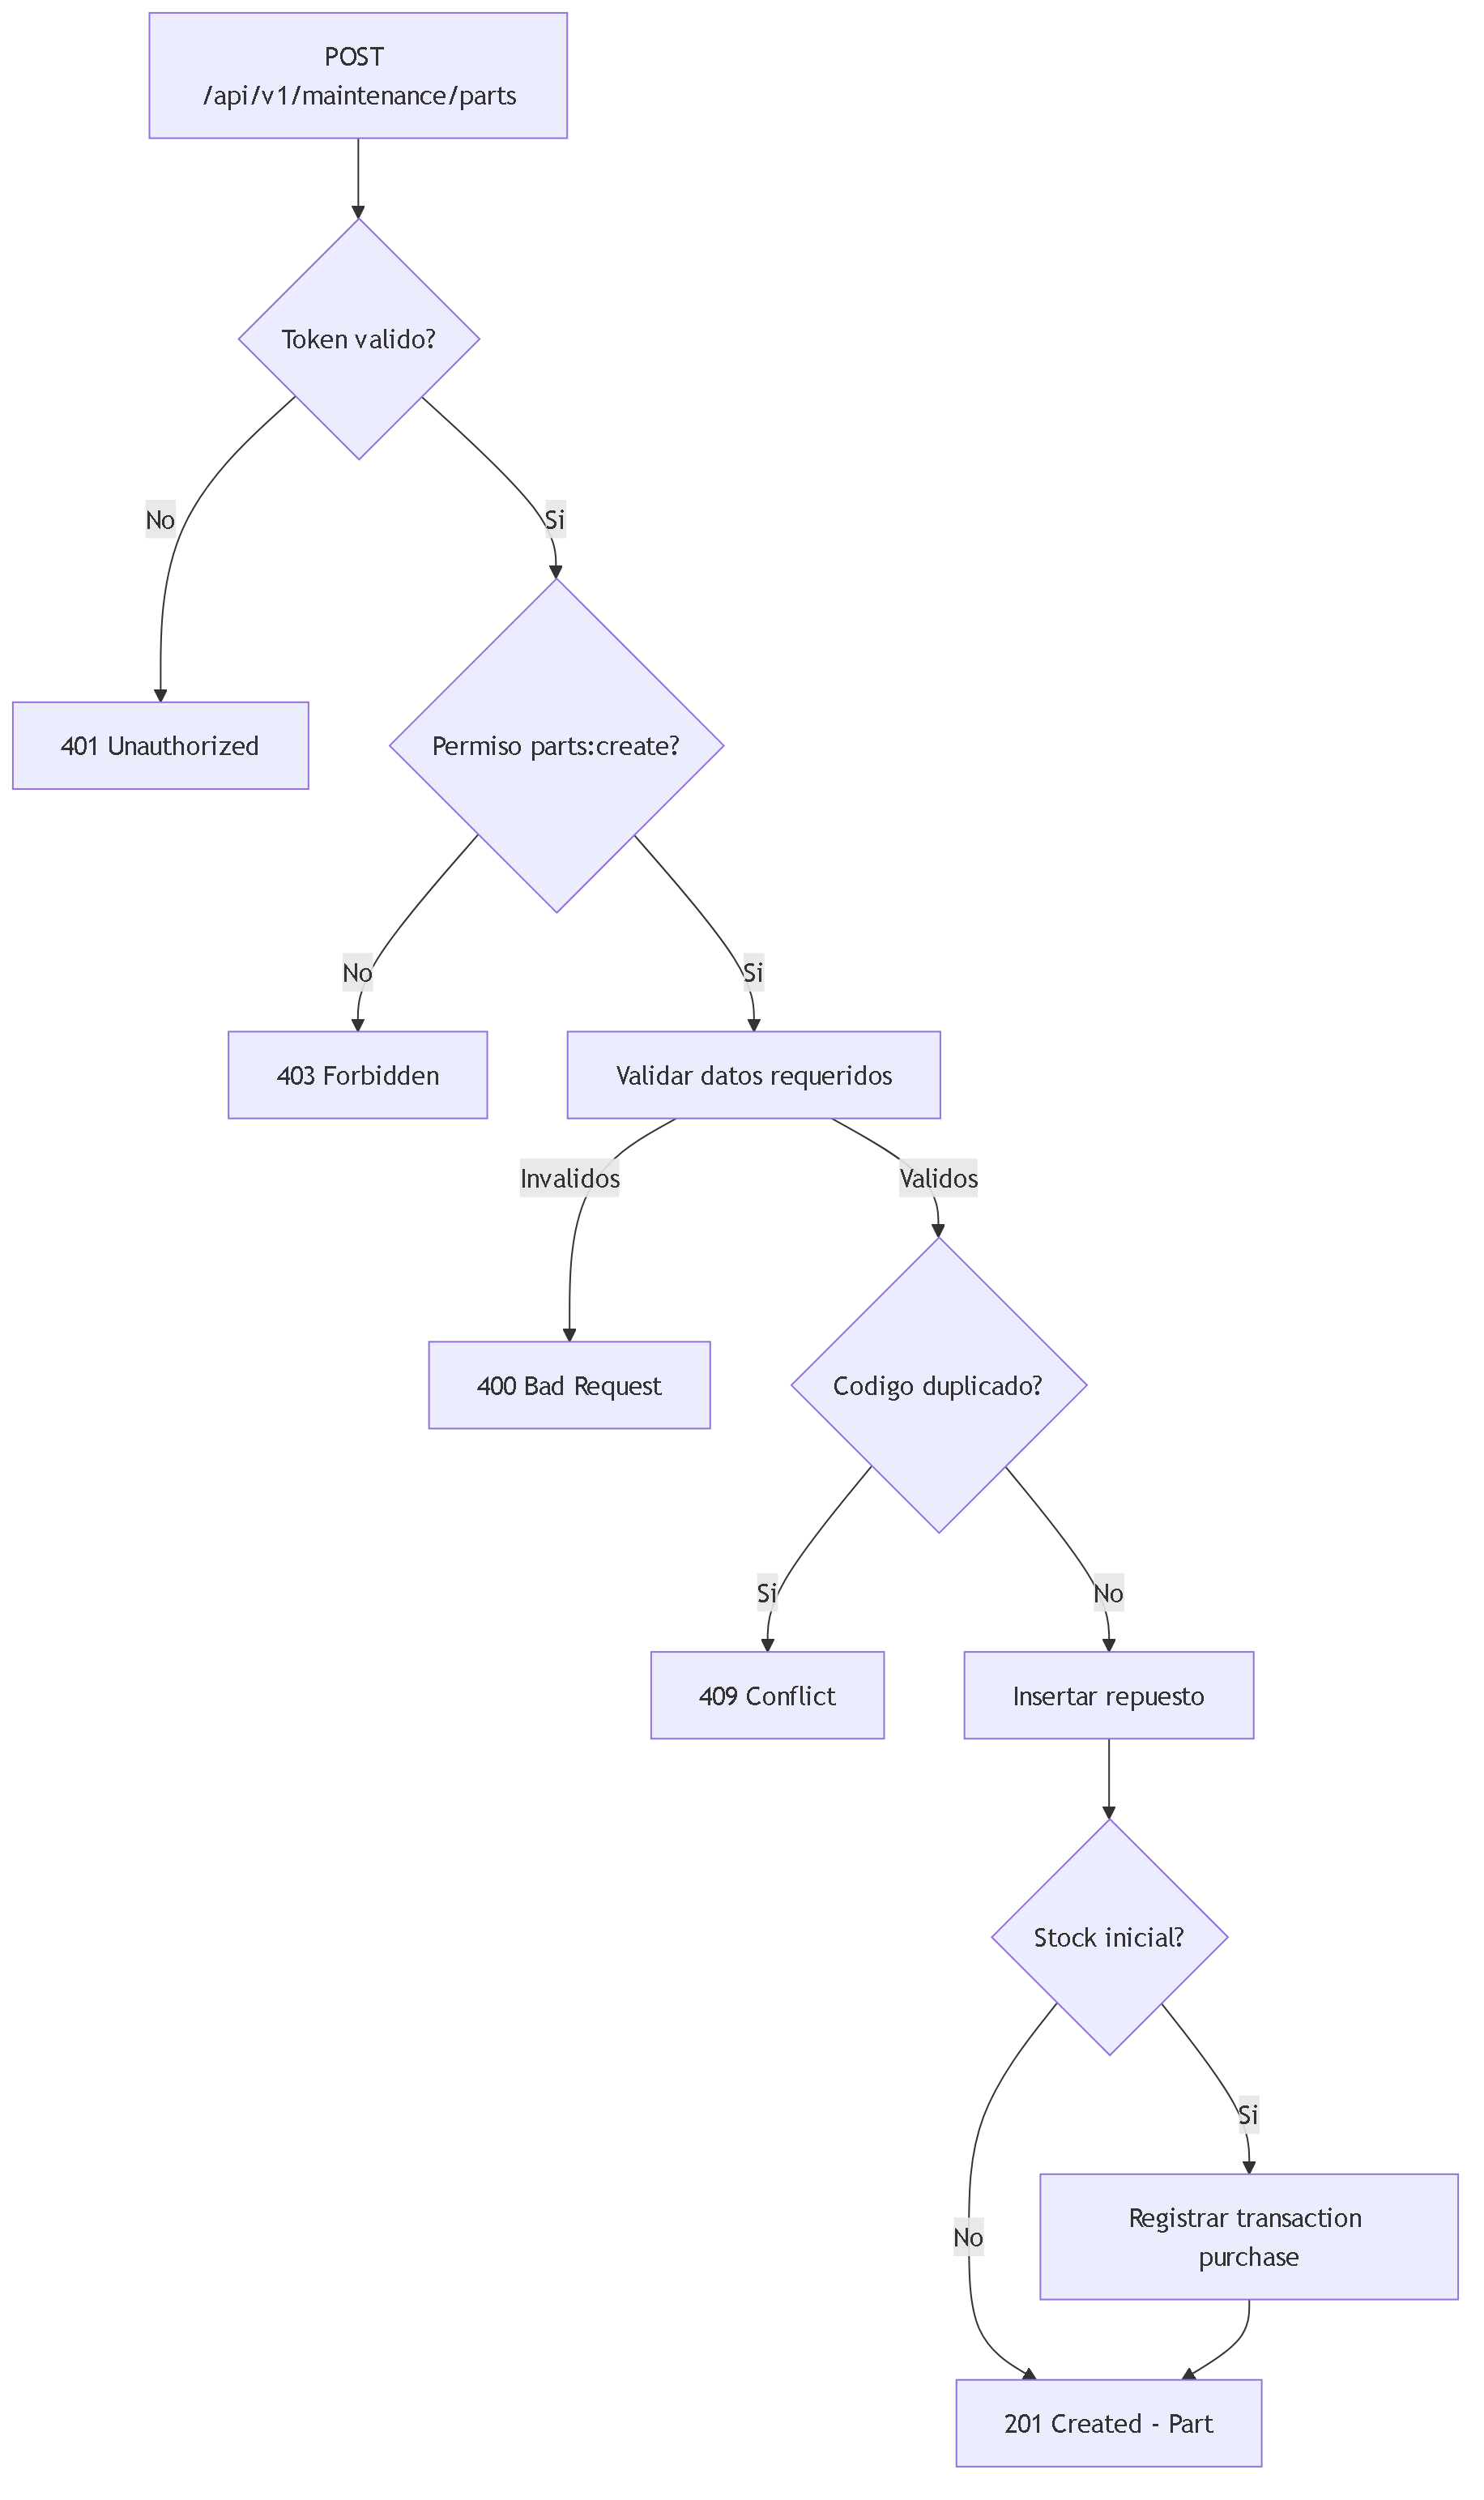 POST
/api/v1/maintenance/parts
Token valido?
No
Si
401 Unauthorized
Permiso parts:create?
No
Si
403 Forbidden
Validar datos requeridos
Invalidos
Validos
400 Bad Request
Codigo duplicado?
Si
No
409 Conflict
Insertar repuesto
Stock inicial?
Si
No
Registrar transaction
purchase
201 Created - Part